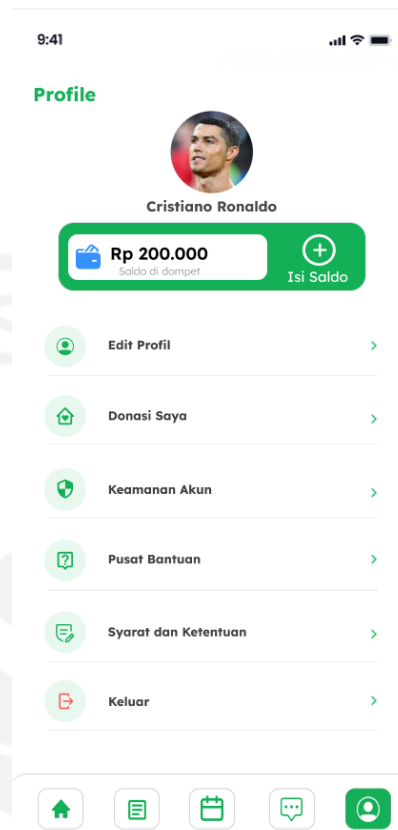 9:41
Profile
Cristiano Ronaldo
Rp 200.000
Saldo di dompet
Isi Saldo
Edit Profil
Donasi Saya
Keamanan Akun
Pusat Bantuan
Syarat dan Ketentuan
Keluar